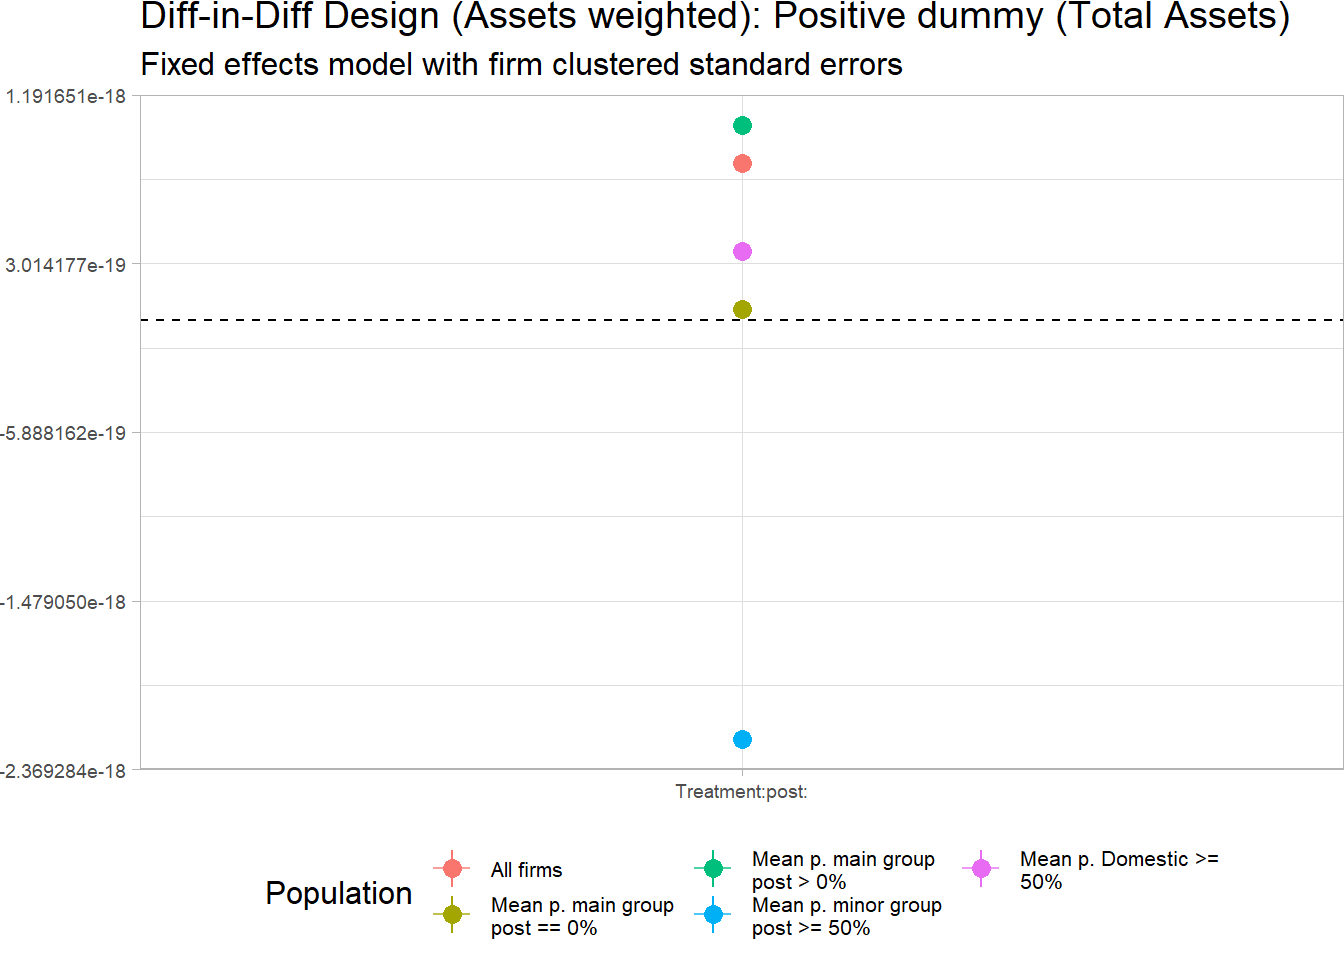 Diff-in-Diff Design (Assets weighted): Positive dummy (Total Assets)
Fixed effects model with firm clustered standard errors
1.191651e-18
3.014177e-19
-5.888162e-19
-1.479050e-18
-2.369284e-18
Treatment:post:
Population
All firms
Mean p. main group
post == 0%
Mean p. main group
post > 0%
Mean p. minor group
post >= 50%
Mean p. Domestic >=
50%